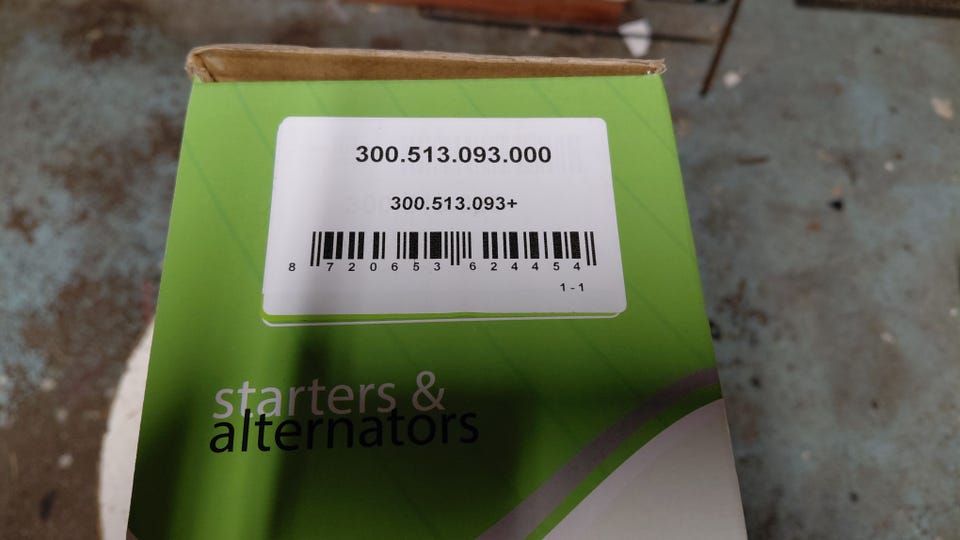 300.513.093.000
300.513.093+
8 720653 624454
1-1
starters &
alternators